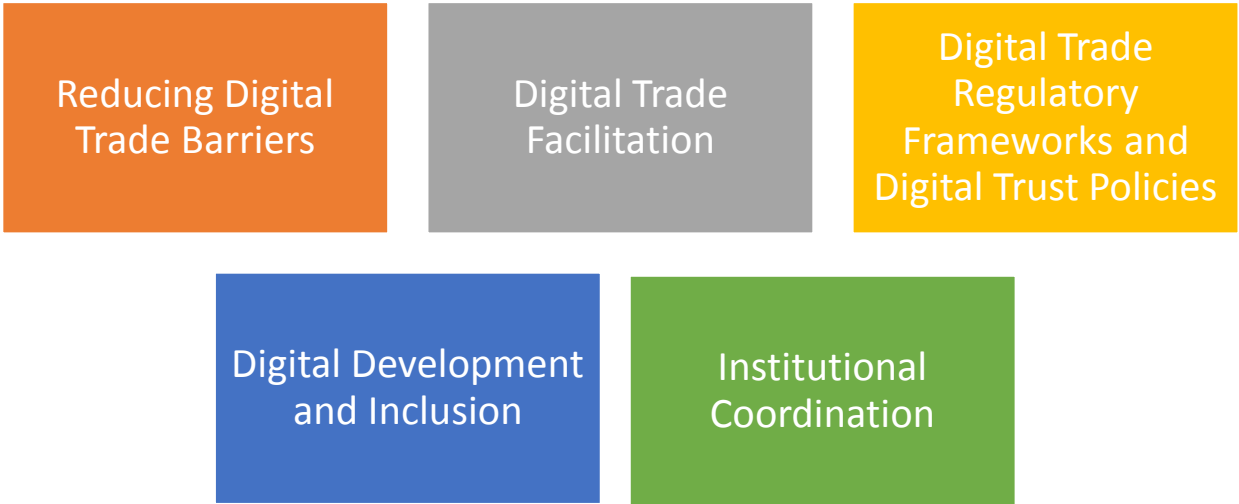 Reducing Digital
Trade Barriers
Digital Trade
Facilitation
Digital Trade
Regulatory
Frameworks and
Digital Trust Policies
Digital Development
and Inclusion
Institutional
Coordination